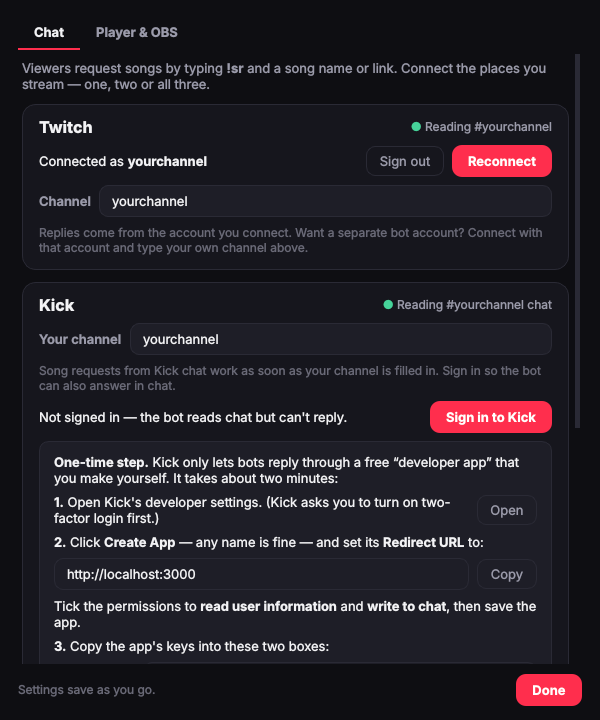 Chat
Player & OBS
Viewers request songs by typing !sr and a song name or link. Connect the places you
stream — one, two or all three.
Twitch
Reading #yourchannel
Connected as yourchannel
Sign out
Reconnect
Channel
yourchannel
Replies come from the account you connect. Want a separate bot account? Connect with
that account and type your own channel above.
Kick
Reading #yourchannel chat
Your channel
yourchannel
Song requests from Kick chat work as soon as your channel is filled in. Sign in so the bot
can also answer in chat.
Not signed in — the bot reads chat but can't reply.
Sign in to Kick
One-time step. Kick only lets bots reply through a free “developer app” that
you make yourself. It takes about two minutes:
1. Open Kick's developer settings. (Kick asks you to turn on two-
factor login first.)
Open
2. Click Create App — any name is fine — and set its Redirect URL to:
http://localhost:3000
Copy
Tick the permissions to read user information and write to chat, then save the
app.
3. Copy the app's keys into these two boxes:
Settings save as you go.
Done